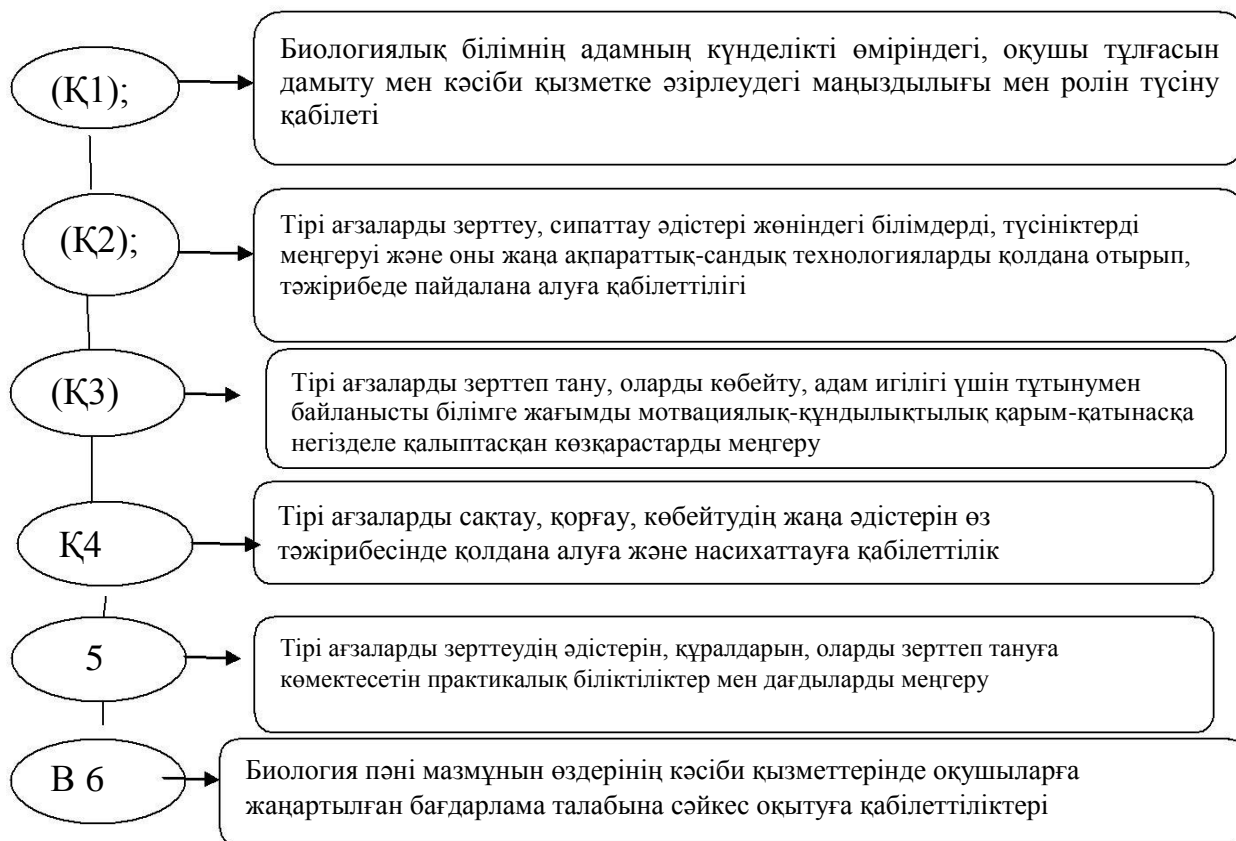 (Қ1);
Биологиялық білімнің адамның күнделікті өміріндегі, оқушы тұлғасын
дамыту мен кәсіби қызметке әзірлеудегі маңыздылығы мен ролін түсіну
қабілеті
(Қ2);
Тірі ағзаларды зерттеу, сипаттау әдістері жөніндегі білімдерді, түсініктерді
меңгеруі және оны жаңа ақпараттық-сандық технологияларды қолдана отырып,
тәжірибеде пайдалана алуға қабілеттілігі
(Қ3)
Тірі ағзаларды зерттеп тану, оларды көбейту, адам игілігі үшін тұтынумен
байланысты білімге жағымды мотвациялық-құндылықтылық қарым-қатынасқа
негізделе қалыптасқан көзқарастарды меңгеру
Қ4
Тірі ағзаларды сақтау, қорғау, көбейтудің жаңа әдістерін өз
тәжірибесінде қолдана алуға және насихаттауға қабілеттілік
5
Тірі ағзаларды зерттеудің әдістерін, құралдарын, оларды зерттеп тануға
көмектесетін практикалық біліктіліктер мен дағдыларды меңгеру
В 6
Биология пәні мазмұнын өздерінің кәсіби қызметтерінде оқушыларға
жаңартылған бағдарлама талабына сәйкес оқытуға қабілеттіліктері